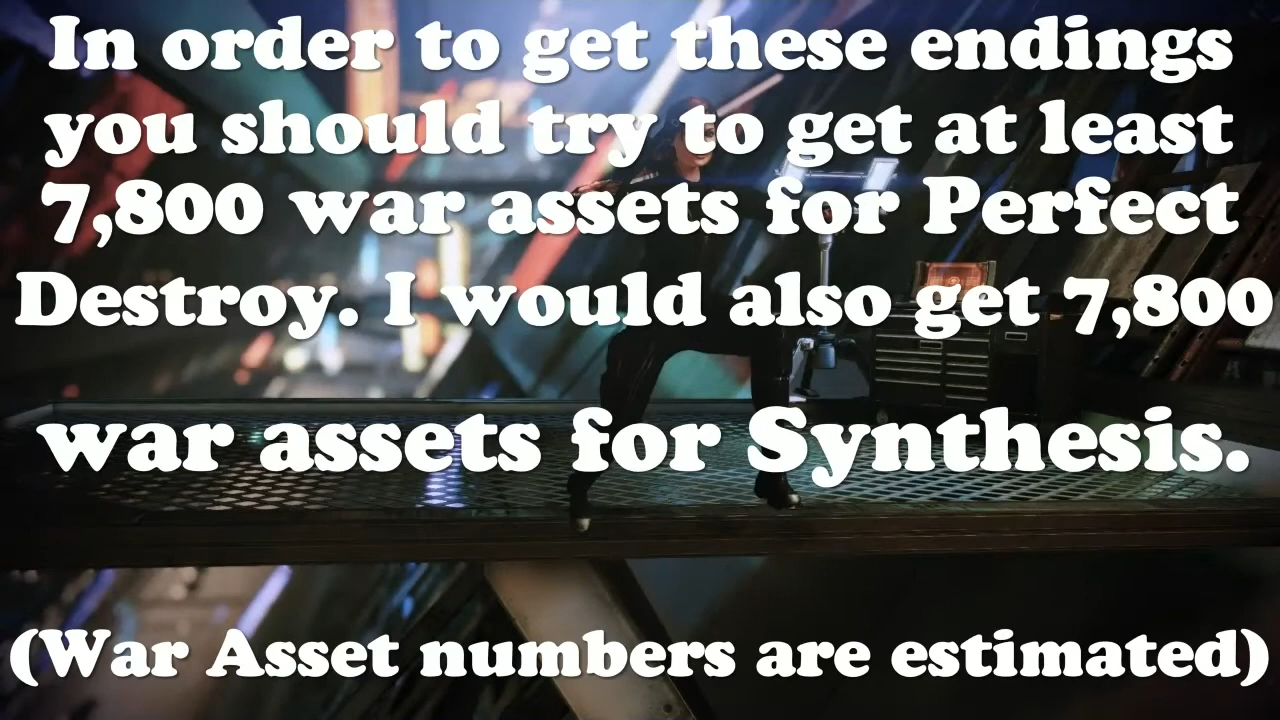 In order to get these endings
you should try to get at least
7,800 war assets for Perfect
Destroy. I would also get 7,800
war assets for Synthesis.
(War Asset numbers are estimated)